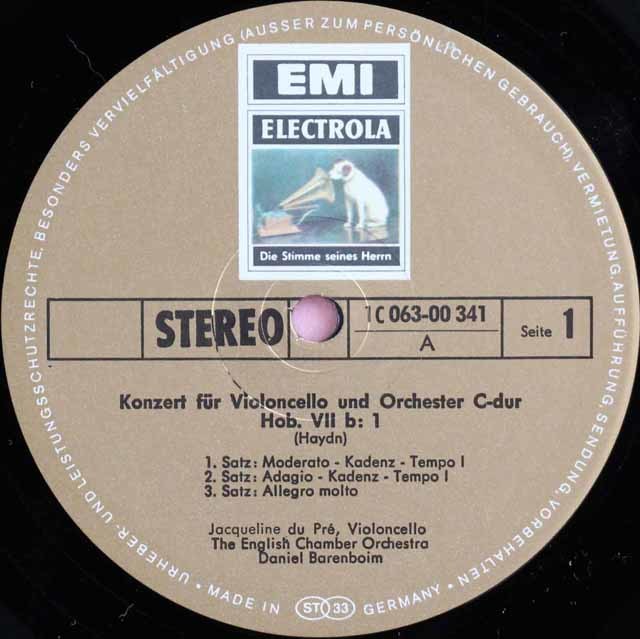 URHEBER- UND LEISTUNGSSCHUTZRECHTE, BESONDERS VERVIELFÄLTIGUNG (AUSSER ZUM PERSÖNLICHEN GEBRAUCH), VERMIETUNG, AUFFÜHRUNG, SENDUNG, VORBEHALTEN
EMI
ELECTROLA
Die Stimme seines Herrn
STEREO
1 C 063-00 341
A
Seite 1
Konzert für Violoncello und Orchester C-dur
Hob. VII b: 1
(Haydn)
1. Satz: Moderato - Kadenz - Tempo I
2. Satz: Adagio - Kadenz - Tempo I
3. Satz: Allegro molto
Jacqueline du Pré, Violoncello
The English Chamber Orchestra
Daniel Barenboim
• MADE IN ST 33 GERMANY •